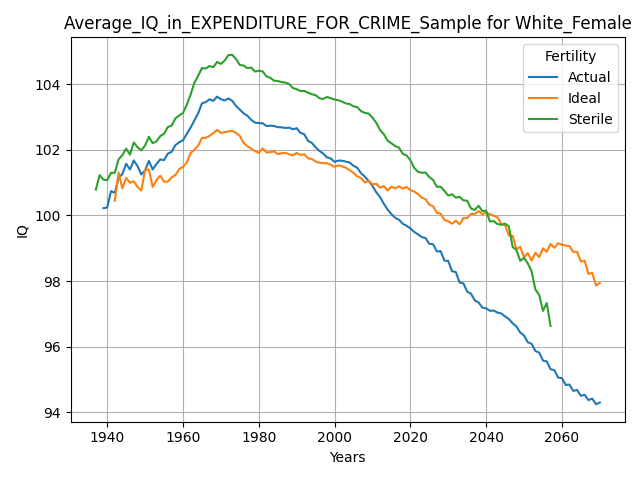 Average_IQ_in_EXPENDITURE_FOR_CRIME_Sample for White_Female
Fertility
Actual
Ideal
Sterile
IQ
104
102
100
98
96
94
1940 1960 1980 2000 2020 2040 2060
Years